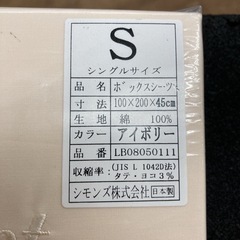 S
シングルサイズ
品名 ボックスシーツ
寸法 100×200×45cm
生地 綿 100%
カラー アイボリー
品番 LB08050111
収縮率: (JIS L 1042D法)
タテ・ヨコ 3%
シモンズ株式会社 日本製